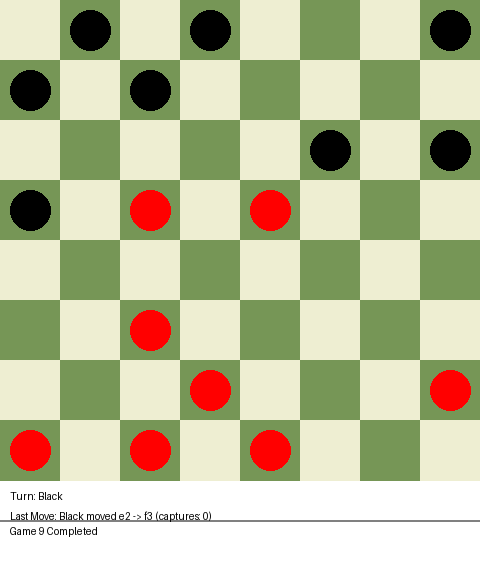 Turn: Black
Last Move: Black moved e2 -> f3 (captures: 0)
Game 9 Completed